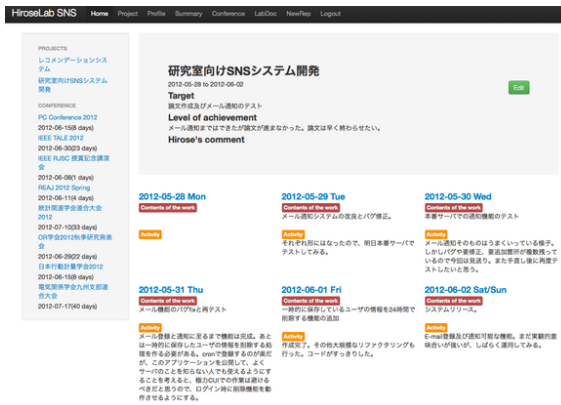 HiroseLab SNS Home Project Profile Summary Conference LabDoc NewRep Logout
PROJECTS
レコメンデーションシス
テム
研究室向けSNSシステム
開発
CONFERENCE
PC Conference 2012
2012-06-15(8 days)
IEEE TALE 2012
2012-06-30(23 days)
IEEE RJSC 授賞記念講演
会
2012-06-08(1 days)
REAJ 2012 Spring
2012-06-11(4 days)
統計関連学会連合大会
2012
2012-07-10(33 days)
OR学会2012秋季研究発表
会
2012-06-29(22 days)
日本行動計量学会2012
2012-06-15(8 days)
電気関係学会九州支部連
合大会
2012-07-17(40 days)
研究室向けSNSシステム開発
2012-05-28 to 2012-06-02
Edit
Target
論文作成及びメール通知のテスト
Level of achievement
メール通知まではできたが論文が進まなかった。論文は早く終わらせたい。
Hirose's comment
2012-05-28 Mon
Contents of the work
Activity
2012-05-29 Tue
Contents of the work
メール通知システムの改良とバグ修正。
Activity
それぞれ形にはなったので、明日本番サーバで
テストしてみる。
2012-05-30 Wed
Contents of the work
本番サーバでの通知機能のテスト
Activity
メール通知そのものはうまくいっている様子。
しかしバグや要修正、要追加箇所が複数残って
いるので今回は見送り。また手直し後に再度テ
ストしたいと思う。
2012-05-31 Thu
Contents of the work
メール機能のバグfixと再テスト
Activity
メール登録と通知に至るまで機能は完成。あと
は一時的に保存したユーザの情報を削除する処
理を作る必要がある。cronで登録するのが楽だ
が、このアプリケーションを公開して、よく
サーバのことを知らない人でも使えるようにす
ることを考えると、極力CUIでの作業は避ける
べきだと思うので、ログイン時に削除機能を動
作させるようにする。
2012-06-01 Fri
Contents of the work
一時的に保存しているユーザの情報を24時間で
削除する機能の追加
Activity
作成完了。その他大規模なリファクタリングも
行った。コードがすっきりした。
2012-06-02 Sat/Sun
Contents of the work
システムリリース。
Activity
E-mail登録及び通知可能な機能。まだ実験的意
味合いが強いが、しばらく運用してみる。